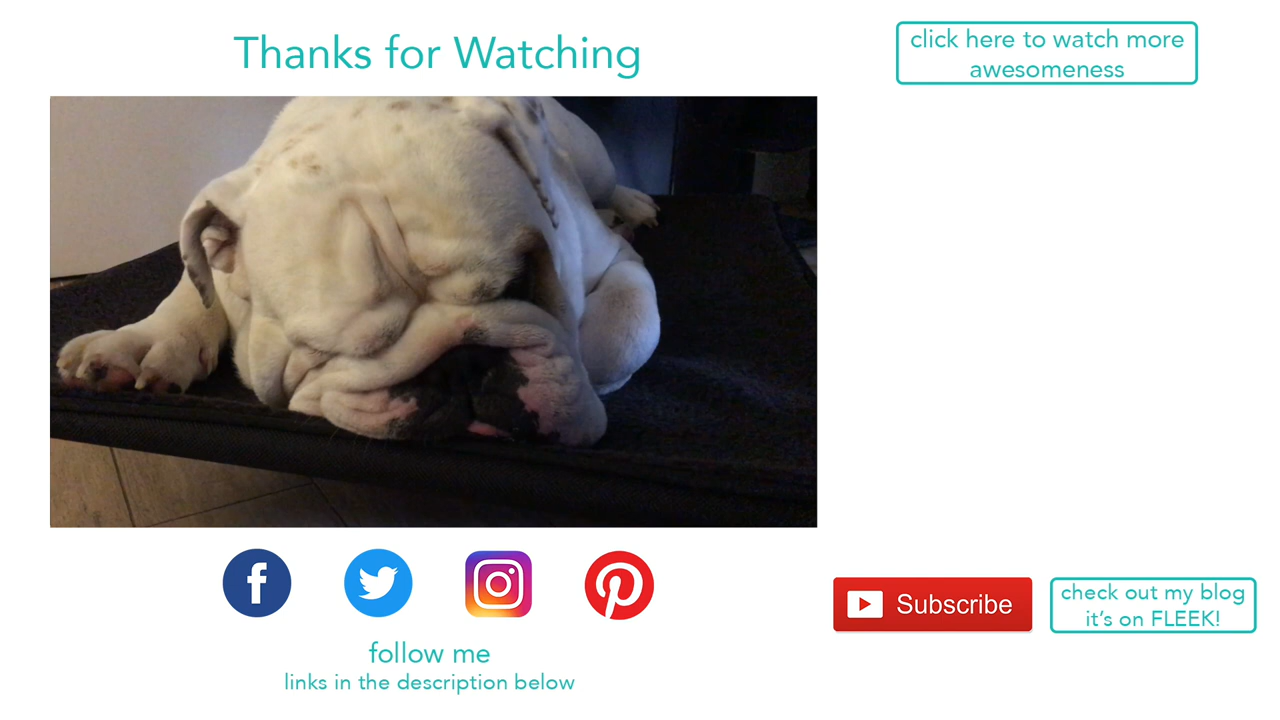 Thanks for Watching
click here to watch more
awesomeness
Subscribe
check out my blog
it's on FLEEK!
follow me
links in the description below